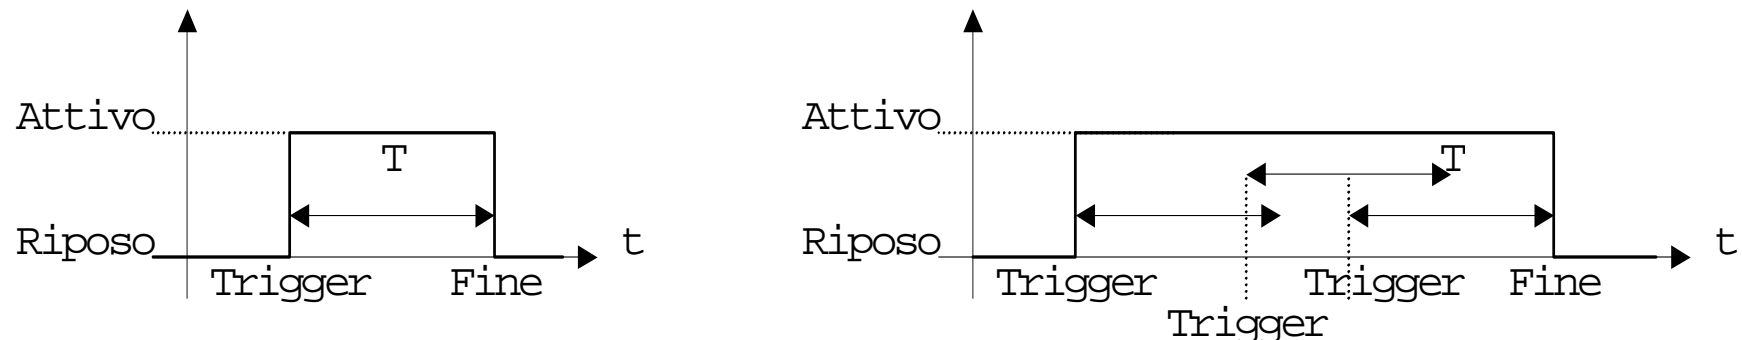 Attivo
T
Riposo
t
Trigger
Fine
Attivo
T
Riposo
t
Trigger
Trigger
Fine
Trigger